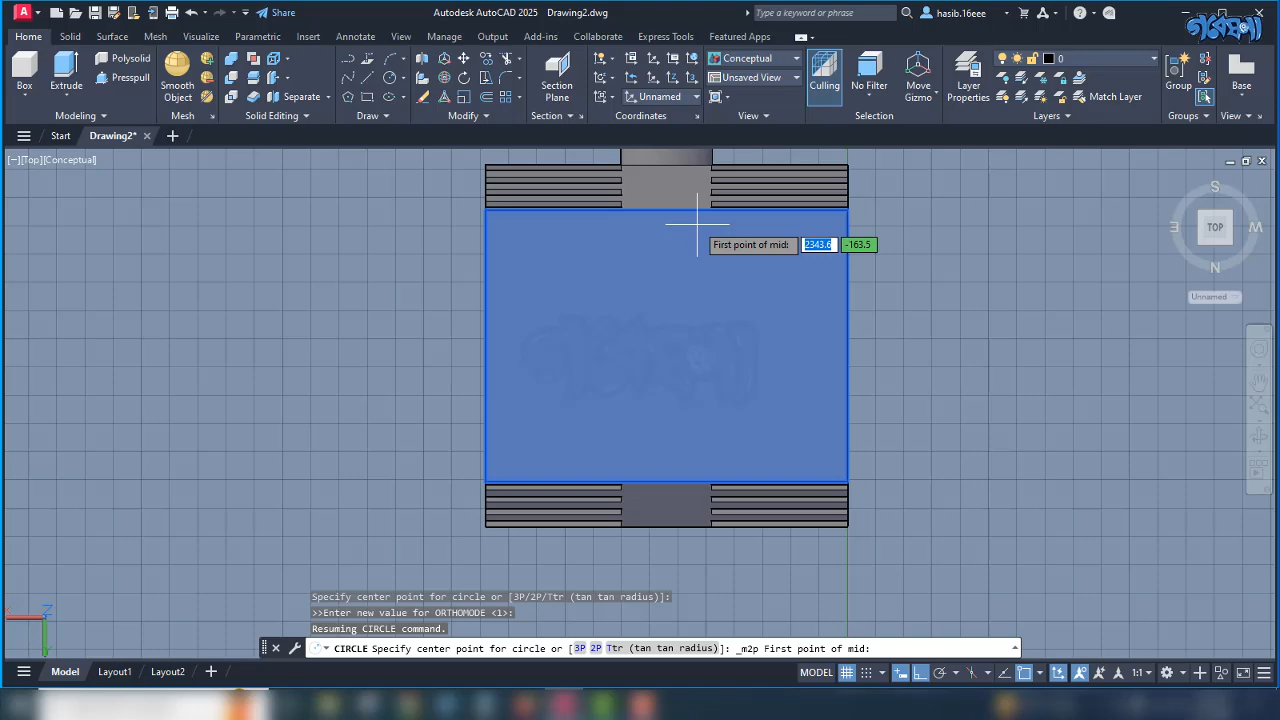 Autodesk AutoCAD 2025 Drawing2.dwg
Share
Type a keyword or phrase
hasib.16eee
গবেষণা
Home Solid Surface Mesh Visualize Parametric Insert Annotate View Manage Output Add-ins Collaborate Express Tools Featured Apps
Box
Extrude
Polysolid
Presspull
Smooth Object
Separate
Section Plane
Unnamed
Conceptual
Unsaved View
Culling
No Filter
Move Gizmo
Layer Properties
0
Match Layer
Group
Base
Modeling Mesh Solid Editing Draw Modify Section Coordinates View Selection Layers Groups View
Start Drawing2*
[−][Top][Conceptual]
S
E TOP W
N
Unnamed
First point of mid: 2343.6 -163.5
Specify center point for circle or [3P/2P/Ttr (tan tan radius)]:
>>Enter new value for ORTHOMODE <1>:
Resuming CIRCLE command.
CIRCLE Specify center point for circle or [3P 2P Ttr (tan tan radius)]: _m2p First point of mid:
X Z
Model Layout1 Layout2
MODEL 1:1